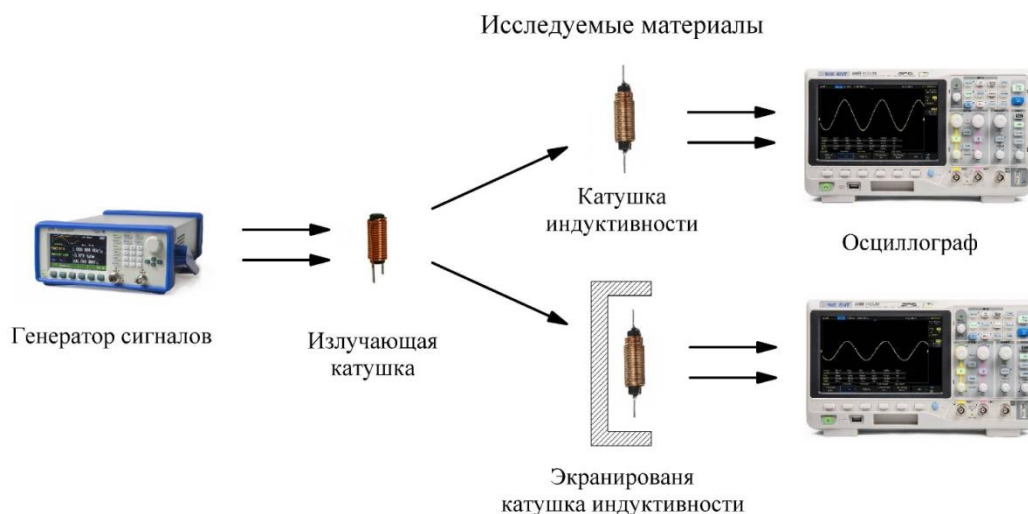 Исследуемые материалы
Катушка
индуктивности
Осциллограф
Генератор сигналов
Излучающая
катушка
Экранированя
катушка индуктивности